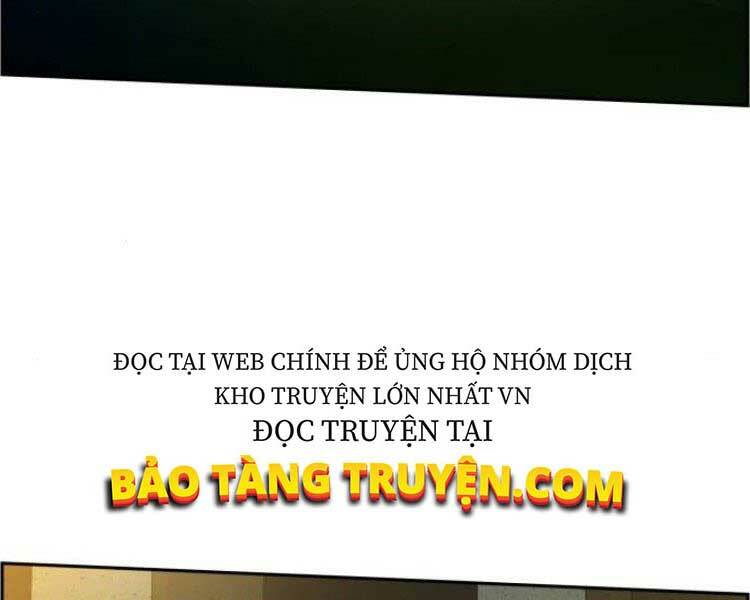 ĐỌC TẠI WEB CHÍNH ĐỂ ỦNG HỘ NHÓM DỊCH
KHO TRUYỆN LỚN NHẤT VN
ĐỌC TRUYỆN TẠI
BẢO TÀNG TRUYỆN.COM